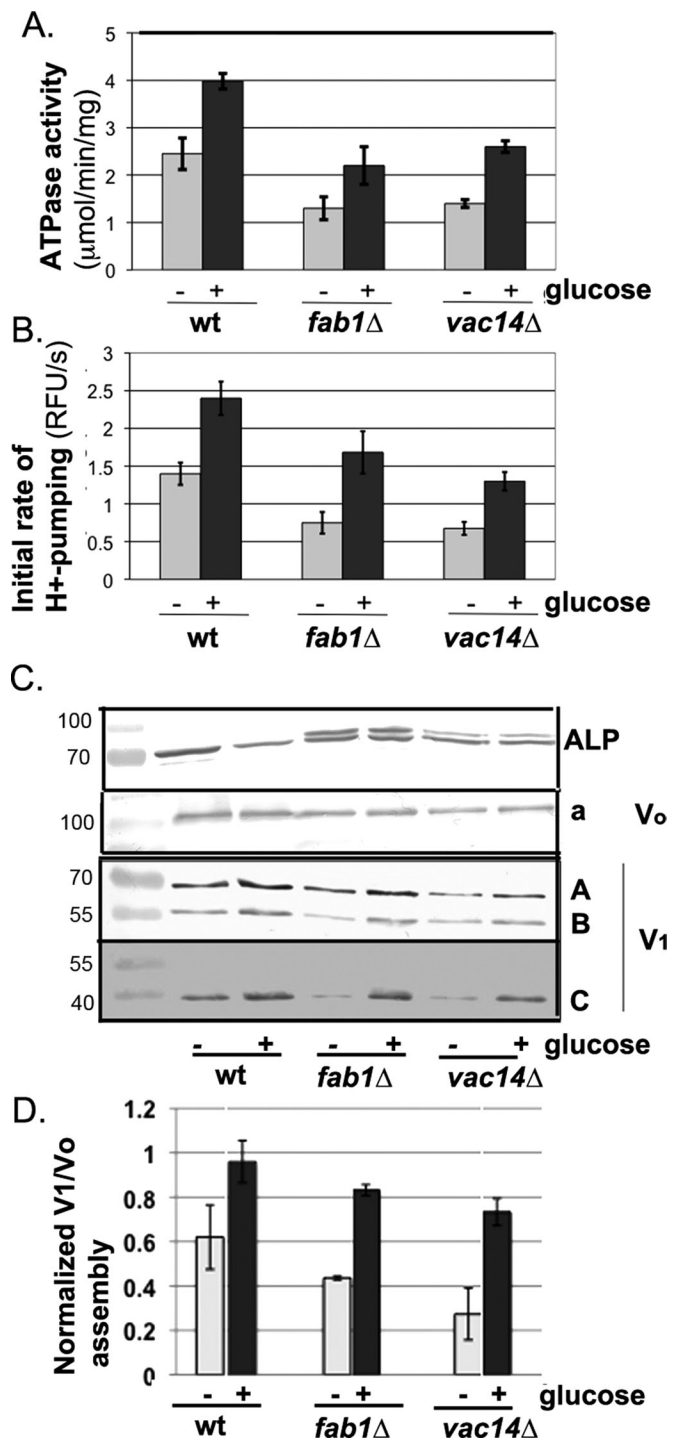 A.
ATPase activity
(μmol/min/mg)
5
4
3
2
1
0
- + - + - + glucose
wt fab1Δ vac14Δ
B.
Initial rate of
H+-pumping (RFU/s)
3
2.5
2
1.5
1
0.5
0
- + - + - + glucose
wt fab1Δ vac14Δ
C.
100
70
ALP
100
a Vo
70
55
A
B
V1
55
40
C
- + - + - + glucose
wt fab1Δ vac14Δ
D.
Normalized V1/Vo
assembly
1.2
1
0.8
0.6
0.4
0.2
0
- + - + - + glucose
wt fab1Δ vac14Δ